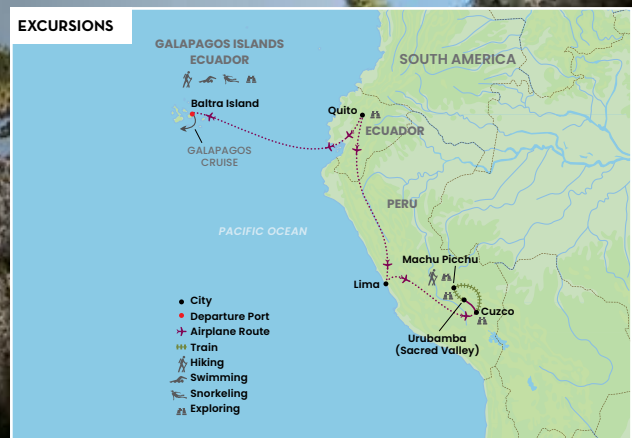 EXCURSIONS
GALAPAGOS ISLANDS
ECUADOR
SOUTH AMERICA
Baltra Island
Quito
ECUADOR
GALAPAGOS
CRUISE
PERU
PACIFIC OCEAN
Machu Picchu
Lima
Cuzco
Urubamba
(Sacred Valley)
City
Departure Port
Airplane Route
Train
Hiking
Swimming
Snorkeling
Exploring